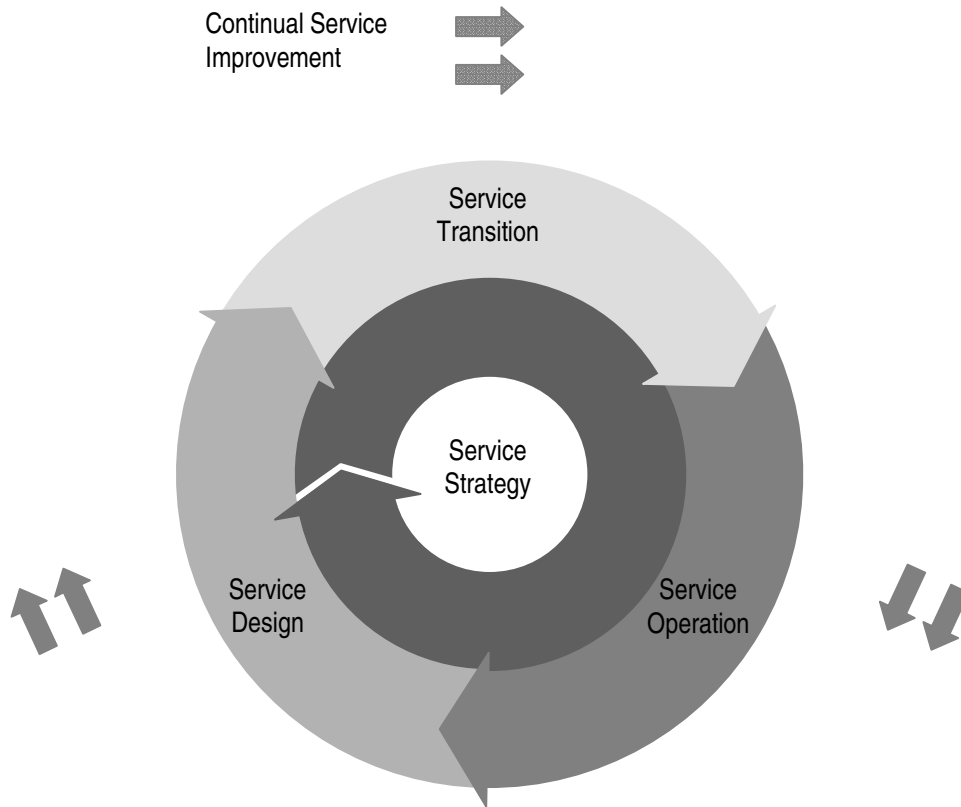 Continual Service
Improvement
Service
Transition
Service
Strategy
Service
Design
Service
Operation